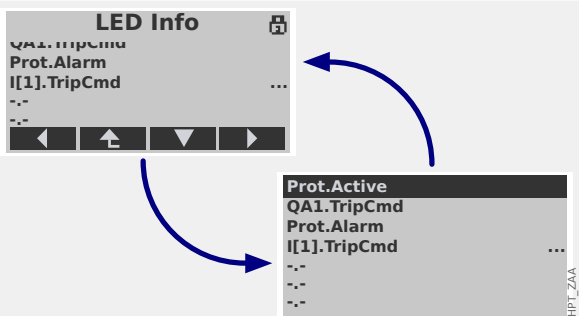 LED Info
QA1.TripCmd
Prot.Alarm
I[1].TripCmd ...
-.-
-.-
Prot.Active
QA1.TripCmd
Prot.Alarm
I[1].TripCmd ...
-.-
-.-
-.-
HPT_ZAA